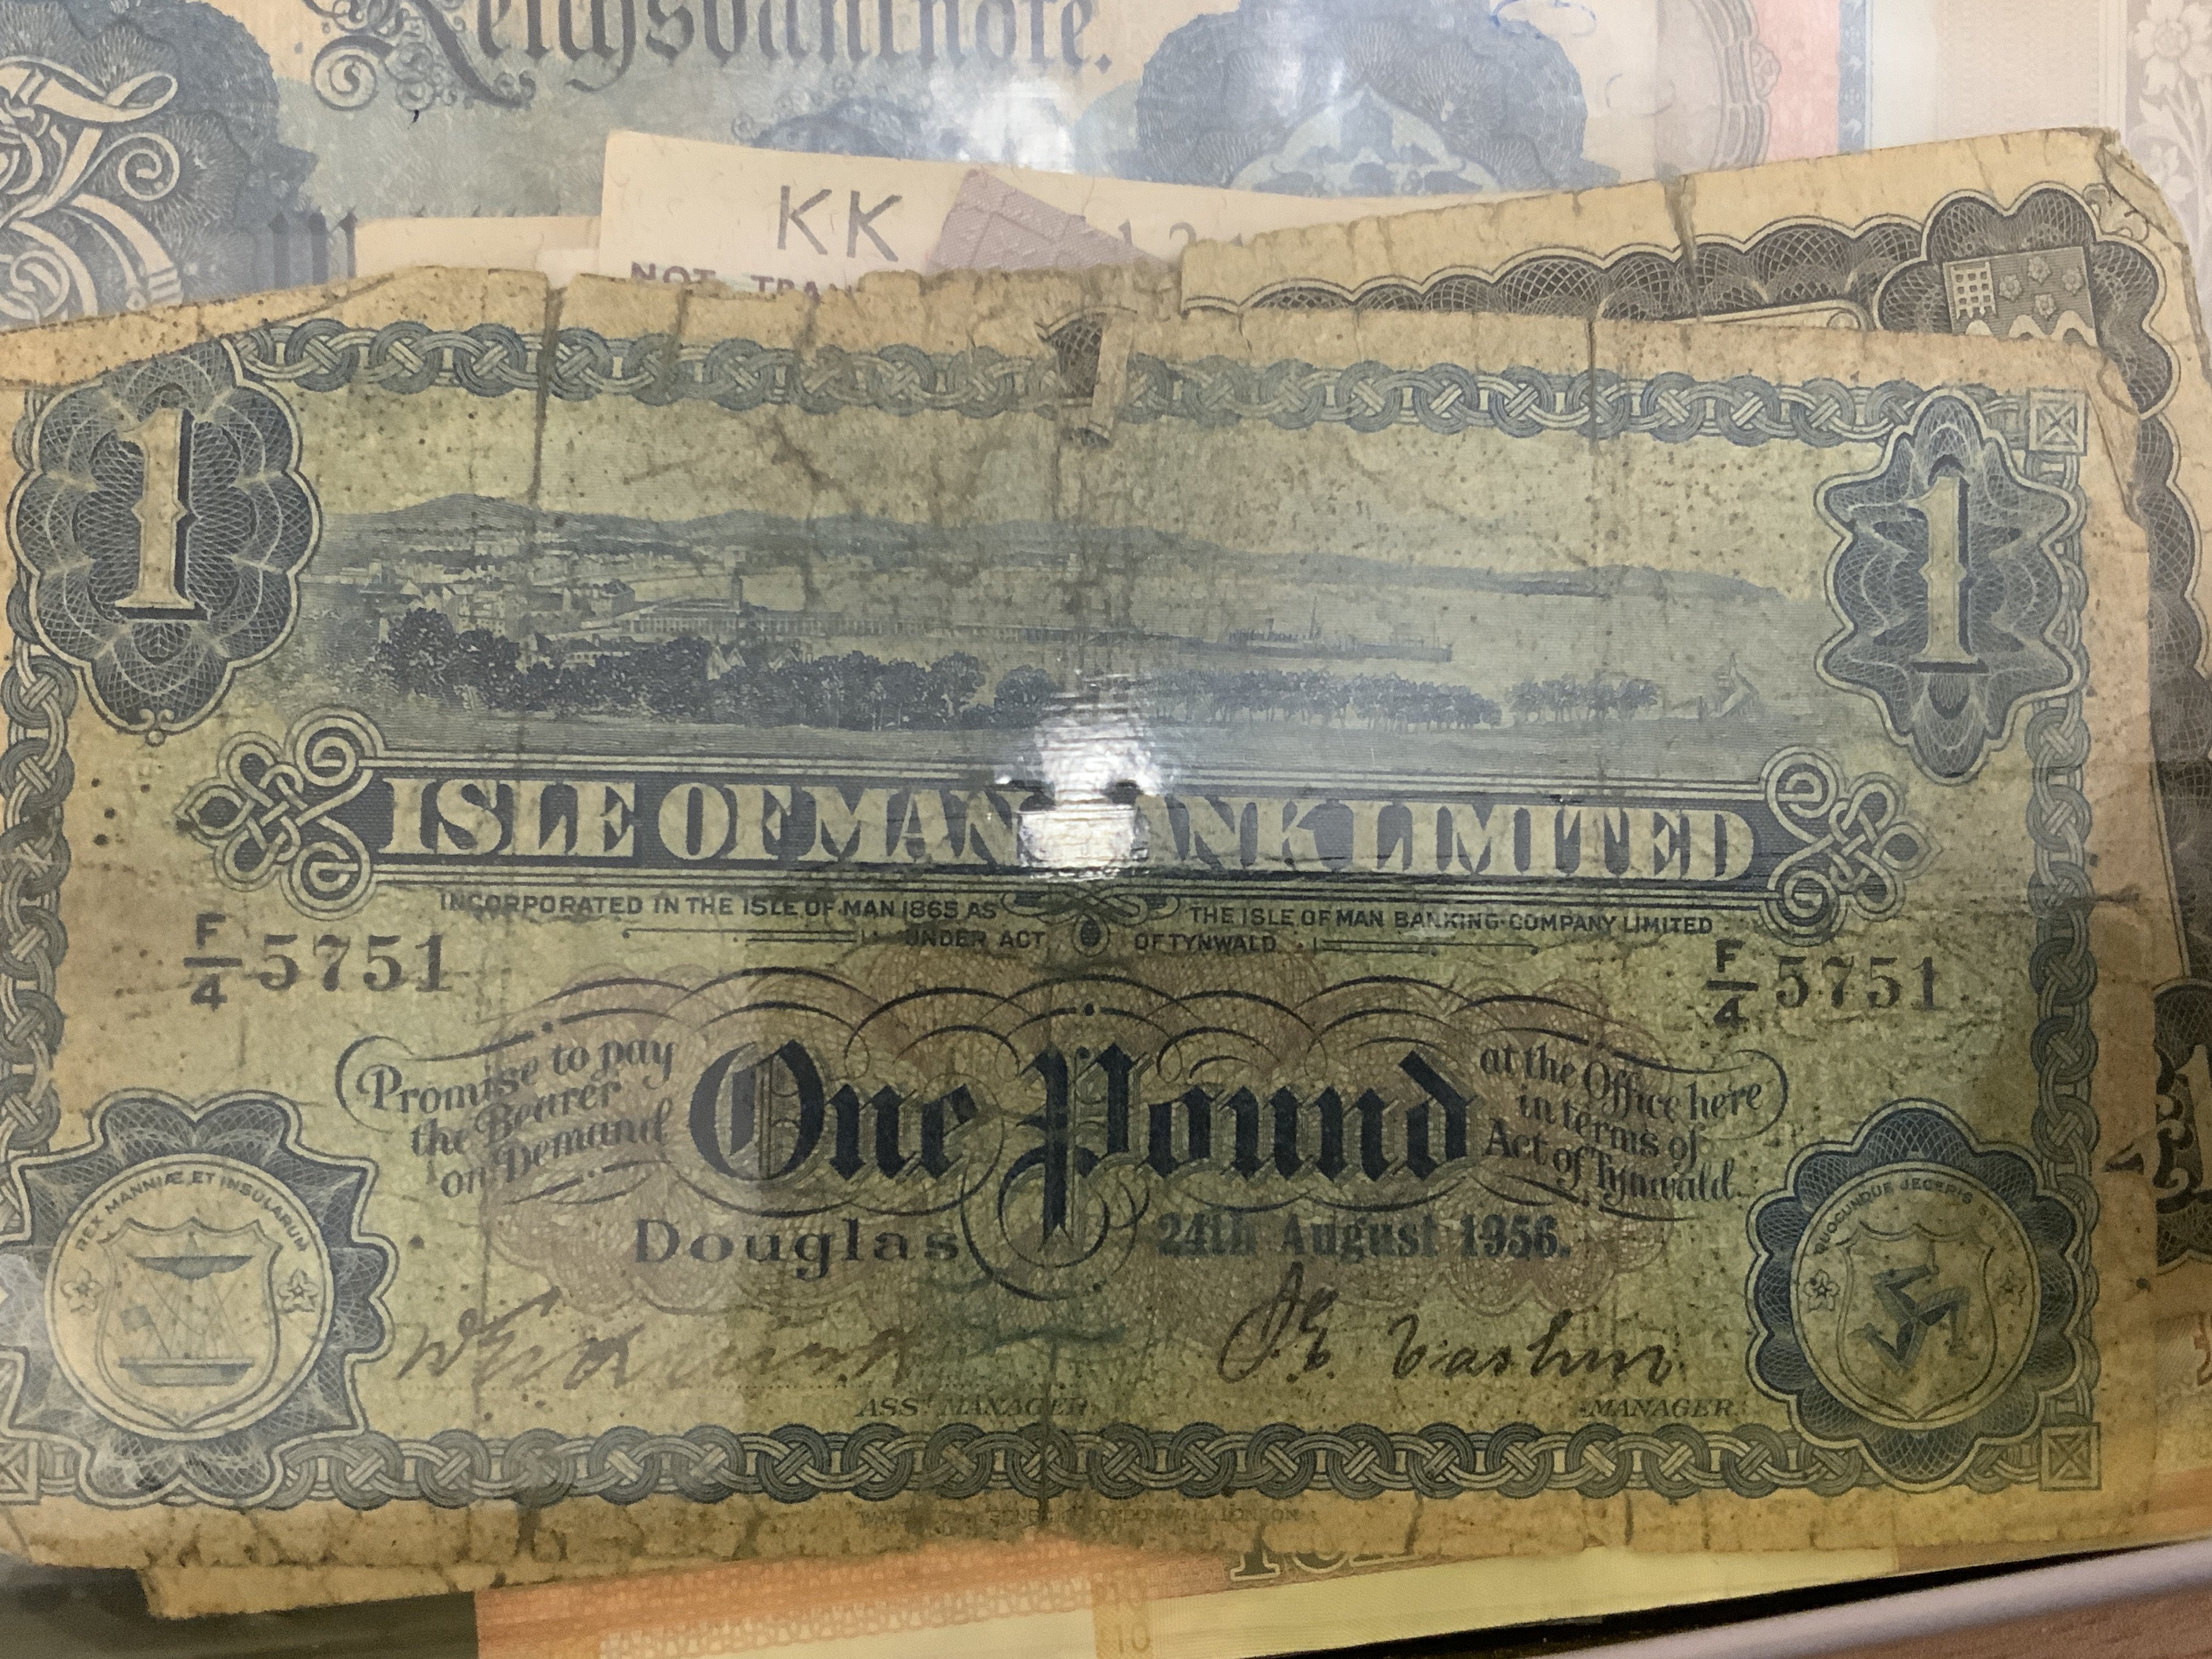 Reichsbanknote.
KK
NOT TRAN
1
1
ISLE OF MAN BANK LIMITED
INCORPORATED IN THE ISLE OF MAN 1865 AS THE ISLE OF MAN BANKING COMPANY LIMITED
UNDER ACT OF TYNWALD
F/4 5751
F/4 5751
Promise to pay
the Bearer
on Demand
One Pound
at the Office here
in terms of
Act of Tynwald.
Douglas 24th August 1956.
REX MANNIÆ ET INSULARUM
QUOCUNQUE JECERIS STABIT
ASST MANAGER.
MANAGER.
10
10